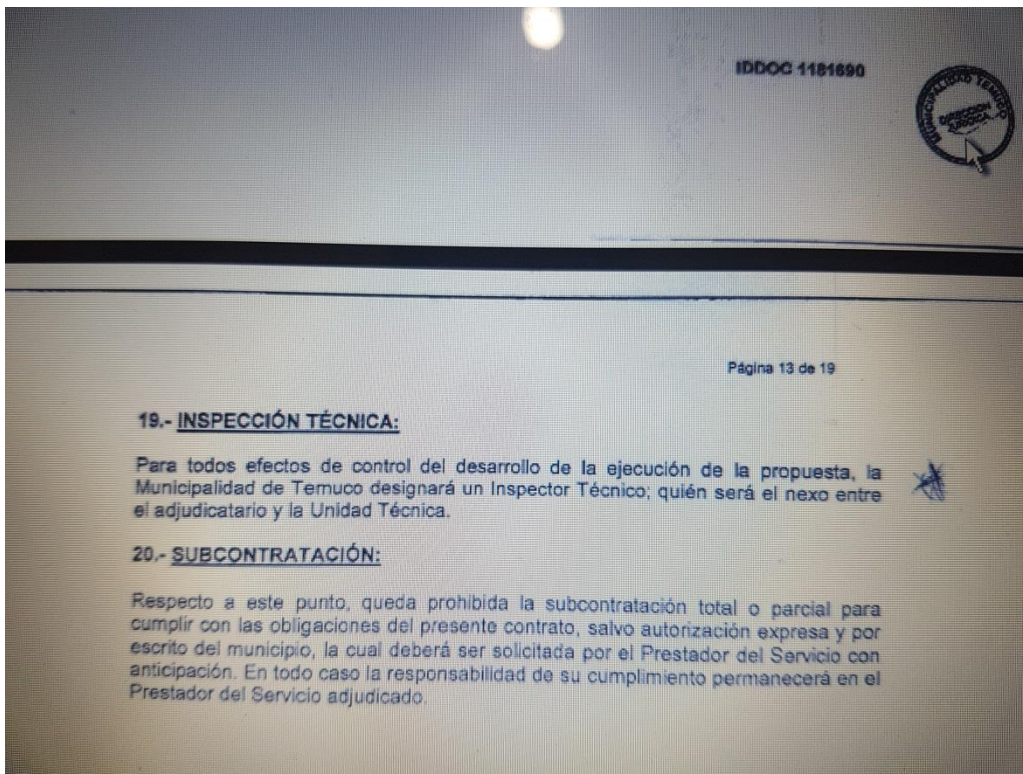 IDDOC 1181690
MUNICIPALIDAD TEMUCO
DIRECCION
JURIDICA
Página 13 de 19
19.- INSPECCIÓN TÉCNICA:
Para todos efectos de control del desarrollo de la ejecución de la propuesta, la
Municipalidad de Temuco designará un Inspector Técnico; quién será el nexo entre
el adjudicatario y la Unidad Técnica.
20.- SUBCONTRATACIÓN:
Respecto a este punto, queda prohibida la subcontratación total o parcial para
cumplir con las obligaciones del presente contrato, salvo autorización expresa y por
escrito del municipio, la cual deberá ser solicitada por el Prestador del Servicio con
anticipación. En todo caso la responsabilidad de su cumplimiento permanecerá en el
Prestador del Servicio adjudicado.